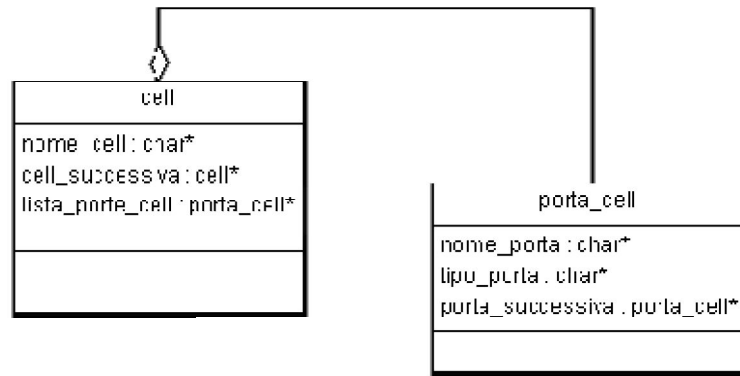 cell
nome_cell : char*
cell_successiva : cell*
lista_porte_cell : porta_cell*
porta_cell
nome_porta : char*
tipo_porta : char*
porta_successiva : porta_cell*